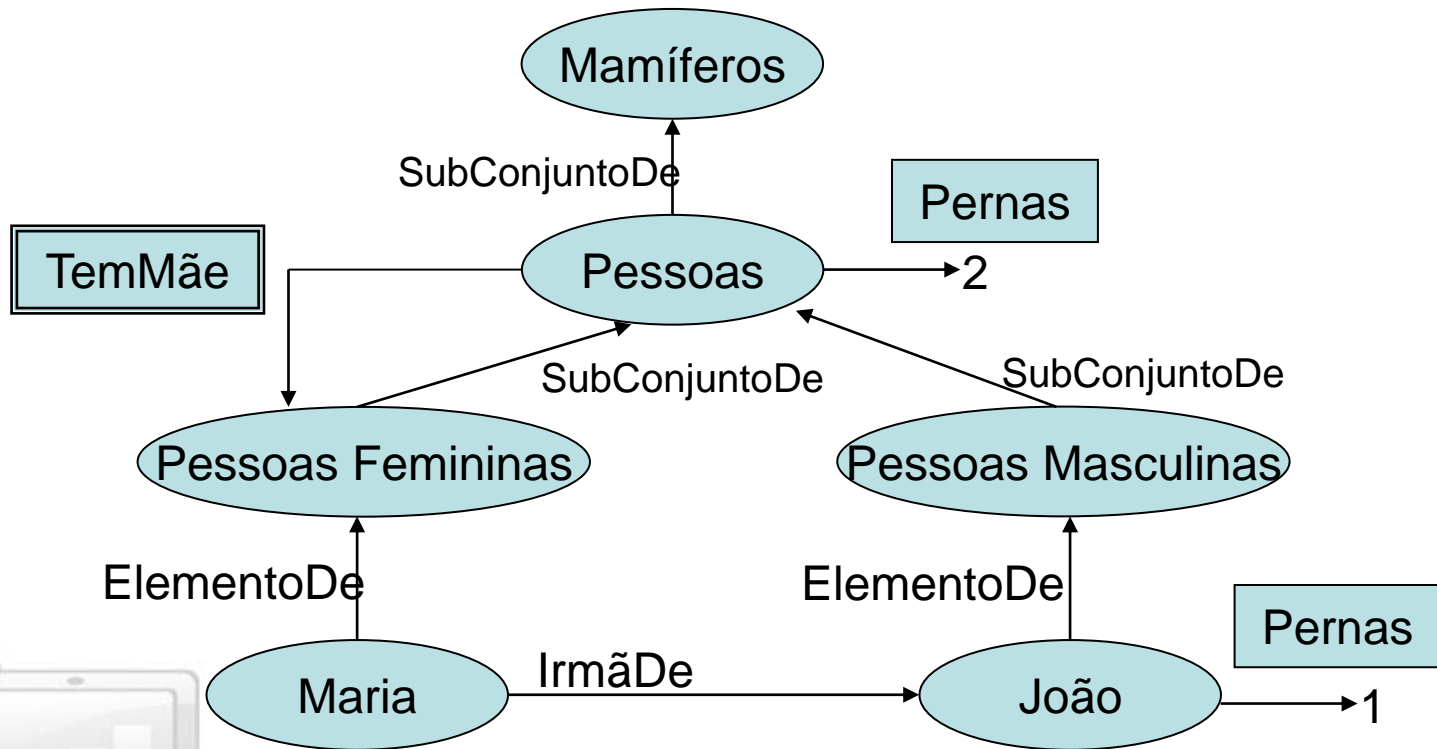 Mamíferos
SubConjuntoDe
Pernas
TemMãe
Pessoas
2
SubConjuntoDe
SubConjuntoDe
Pessoas Femininas
Pessoas Masculinas
ElementoDe
ElementoDe
Pernas
Maria
IrmãDe
João
1